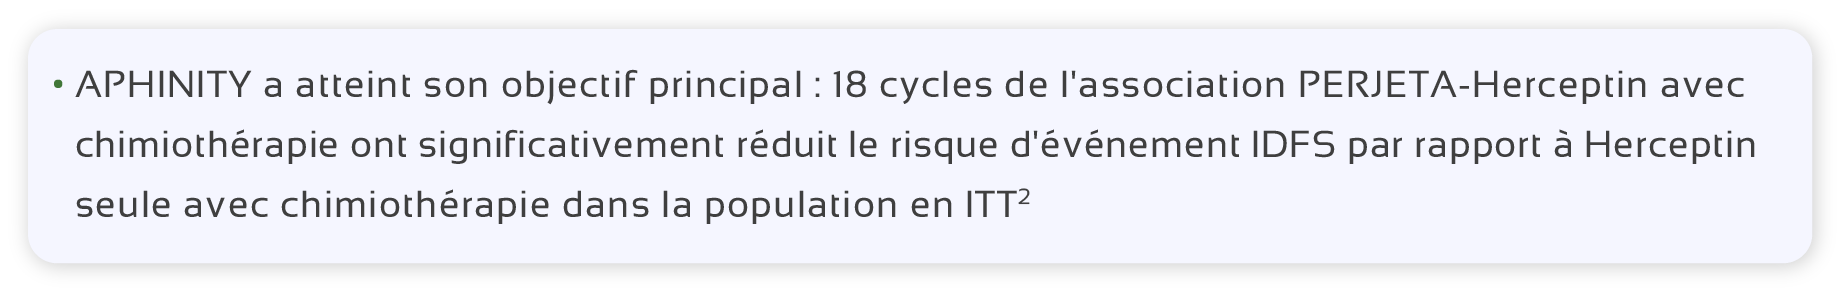 • APHINITY a atteint son objectif principal : 18 cycles de l'association PERJETA-Herceptin avec
chimiothérapie ont significativement réduit le risque d'événement IDFS par rapport à Herceptin
seule avec chimiothérapie dans la population en ITT²